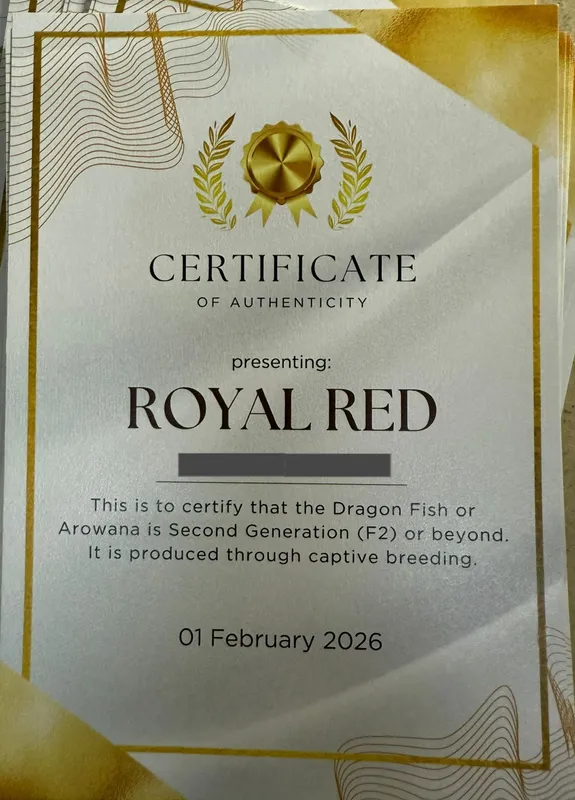 CERTIFICATE
OF AUTHENTICITY
presenting:
ROYAL RED
This is to certify that the Dragon Fish or
Arowana is Second Generation (F2) or beyond.
It is produced through captive breeding.
01 February 2026